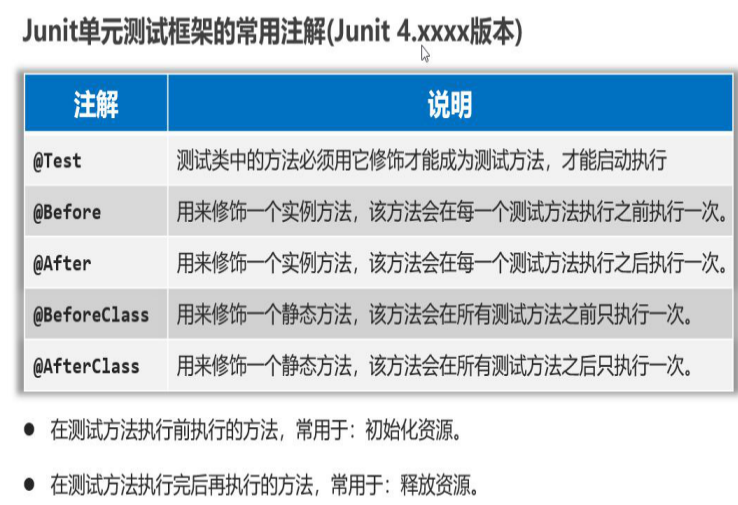 Junit单元测试框架的常用注解(Junit 4.xxxx版本)
注解 说明
@Test 测试类中的方法必须用它修饰才能成为测试方法，才能启动执行
@Before 用来修饰一个实例方法，该方法会在每一个测试方法执行之前执行一次。
@After 用来修饰一个实例方法，该方法会在每一个测试方法执行之后执行一次。
@BeforeClass 用来修饰一个静态方法，该方法会在所有测试方法之前只执行一次。
@AfterClass 用来修饰一个静态方法，该方法会在所有测试方法之后只执行一次。
● 在测试方法执行前执行的方法，常用于：初始化资源。
● 在测试方法执行完后再执行的方法，常用于：释放资源。